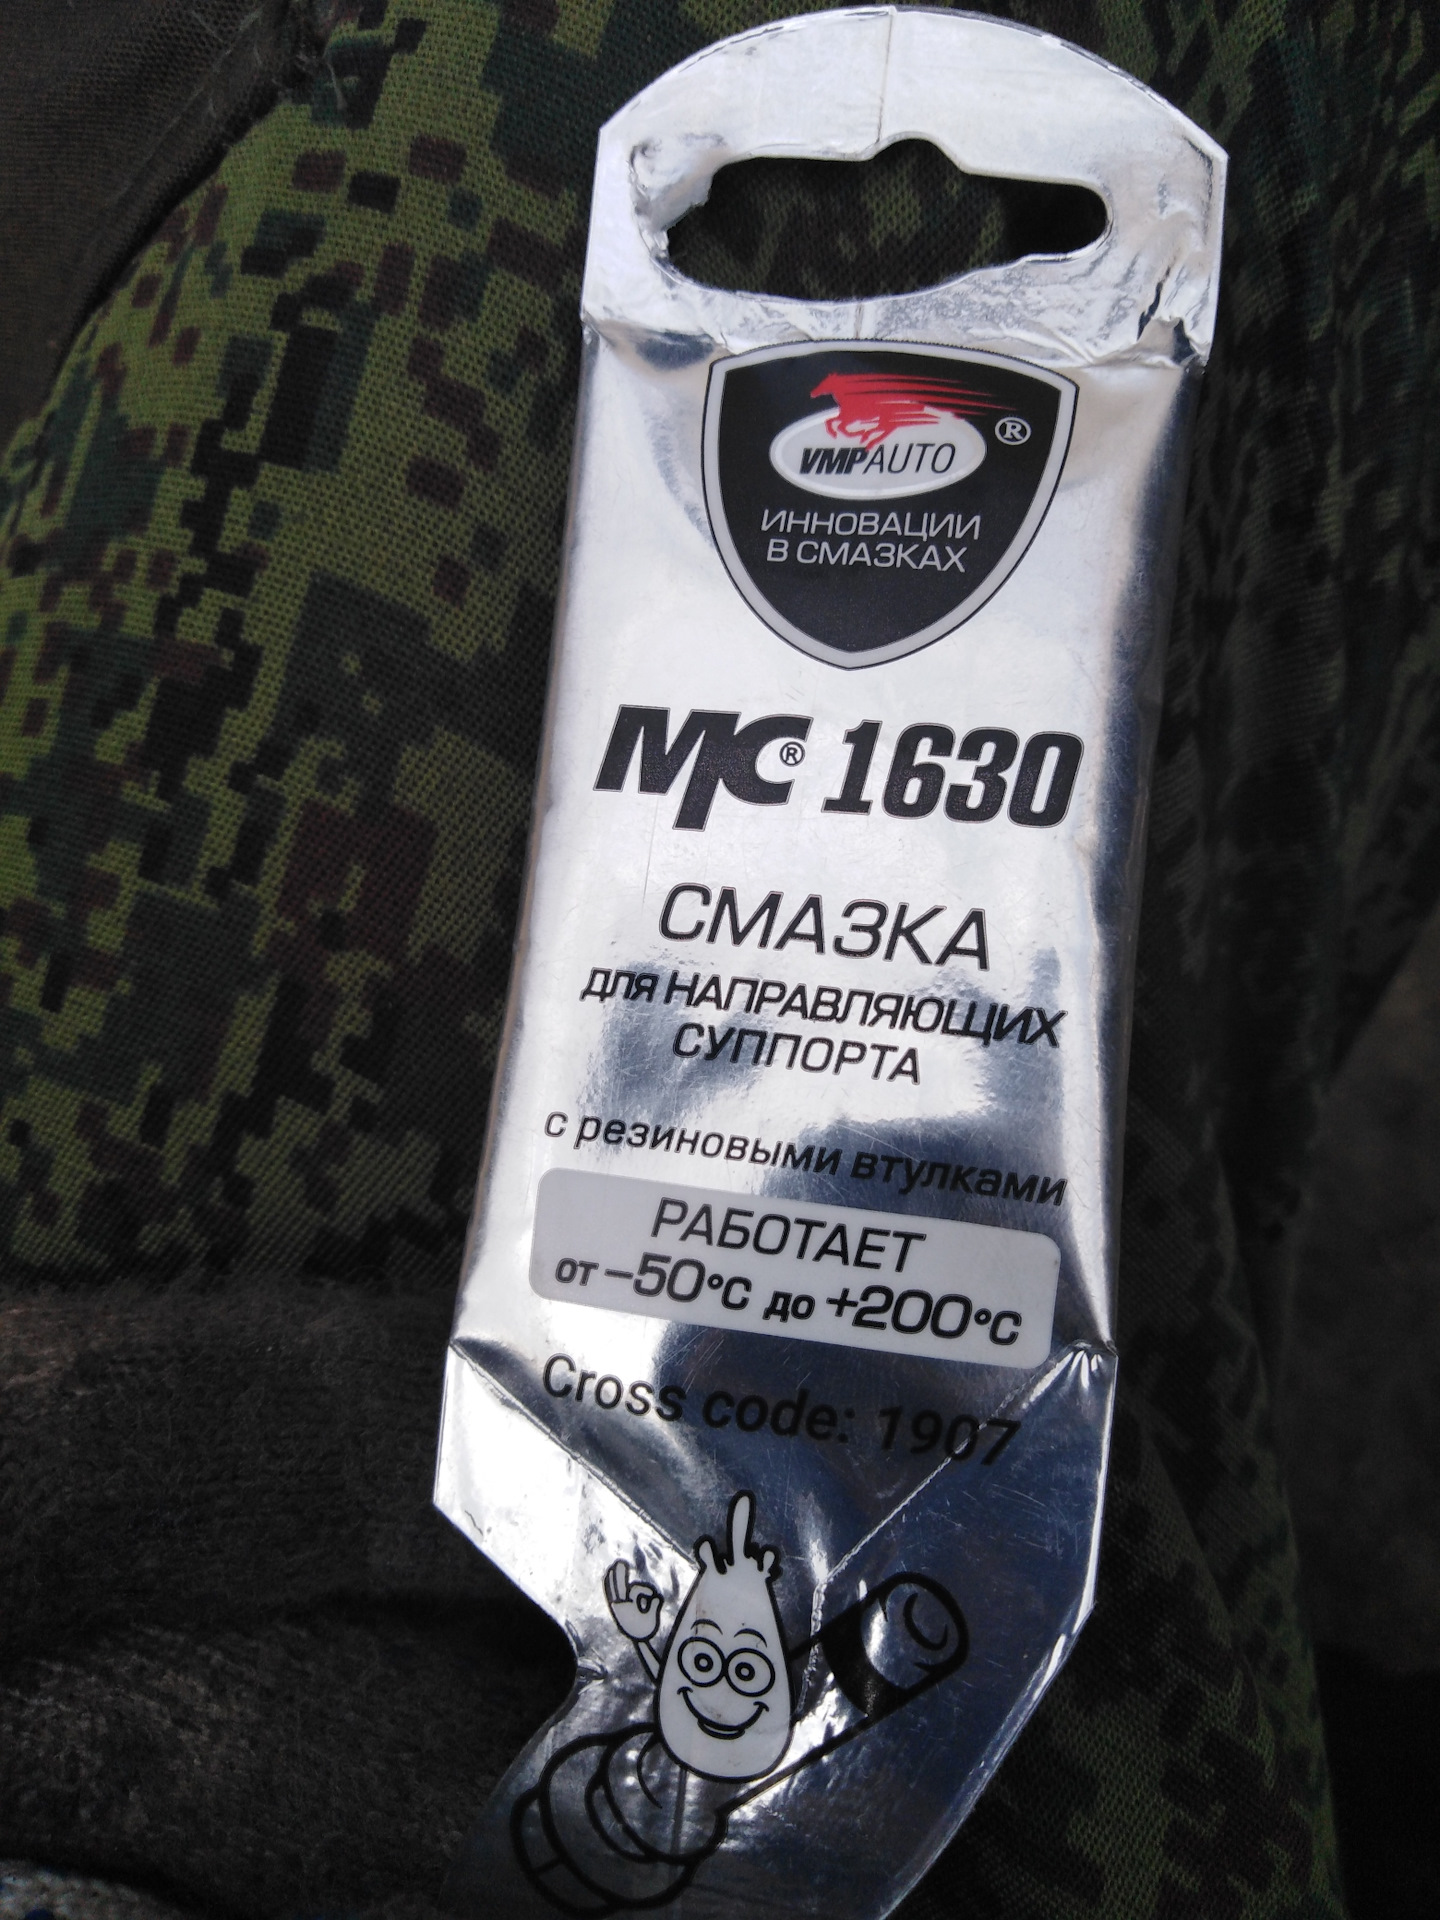 VMPAUTO ®
ИННОВАЦИИ
В СМАЗКАХ
МС® 1630
СМАЗКА
для НАПРАВЛЯЮЩИХ
СУППОРТА
с резиновыми втулками
РАБОТАЕТ
от –50°С до +200°С
Cross code: 1907